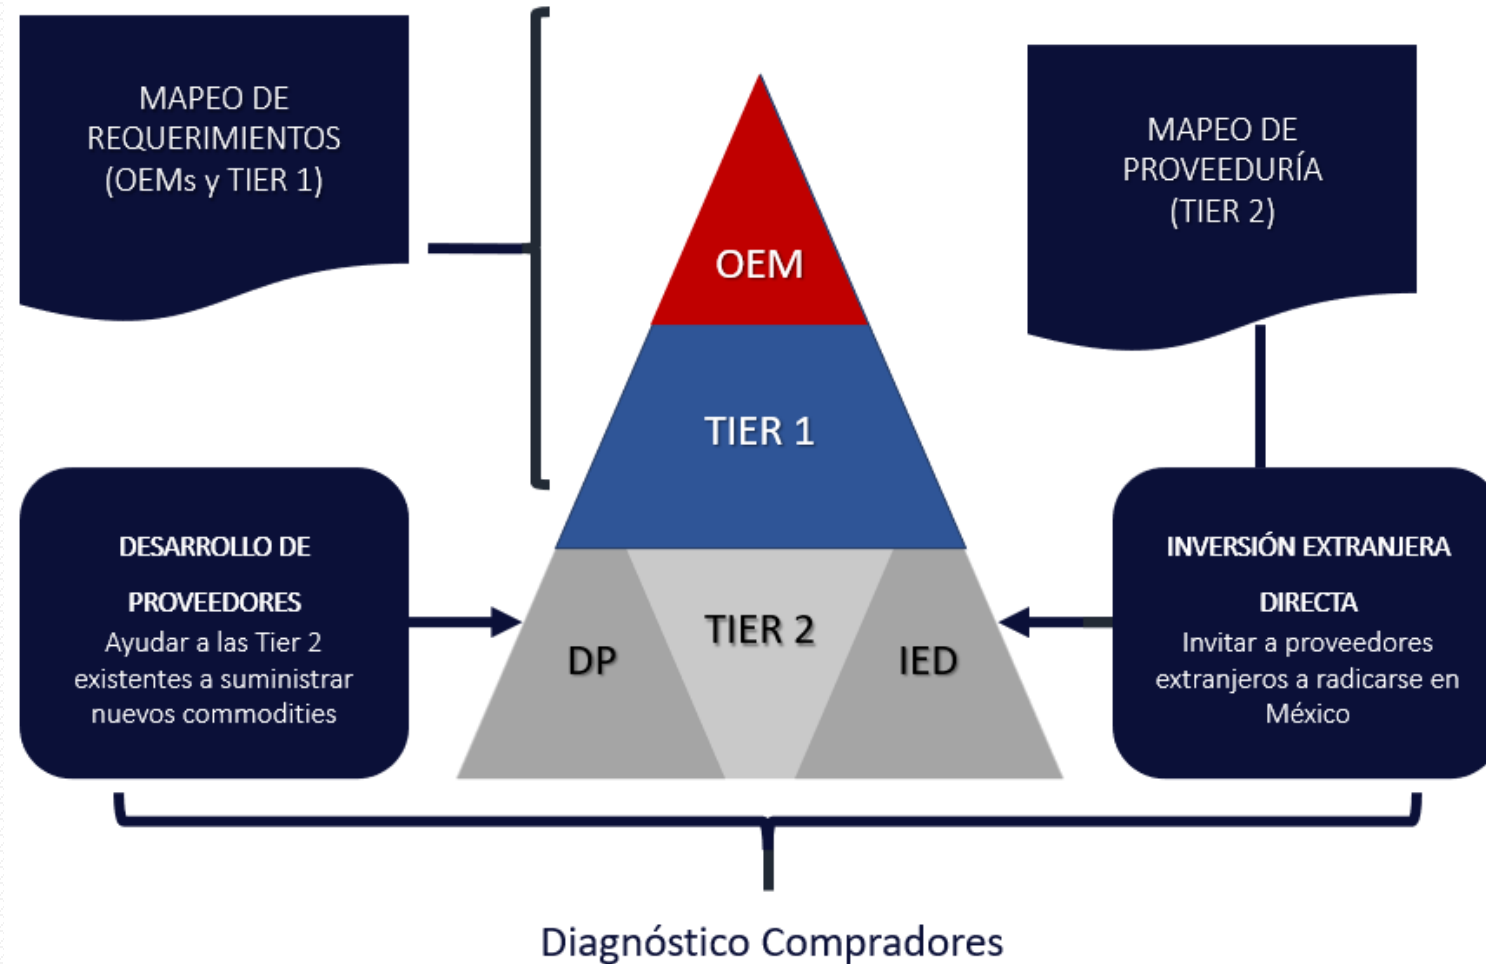 MAPEO DE
REQUERIMIENTOS
(OEMs y TIER 1)
MAPEO DE
PROVEEDURÍA
(TIER 2)
OEM
TIER 1
DESARROLLO DE
PROVEEDORES
Ayudar a las Tier 2
existentes a suministrar
nuevos commodities
DP
TIER 2
IED
INVERSIÓN EXTRANJERA
DIRECTA
Invitar a proveedores
extranjeros a radicarse en
México
Diagnóstico Compradores